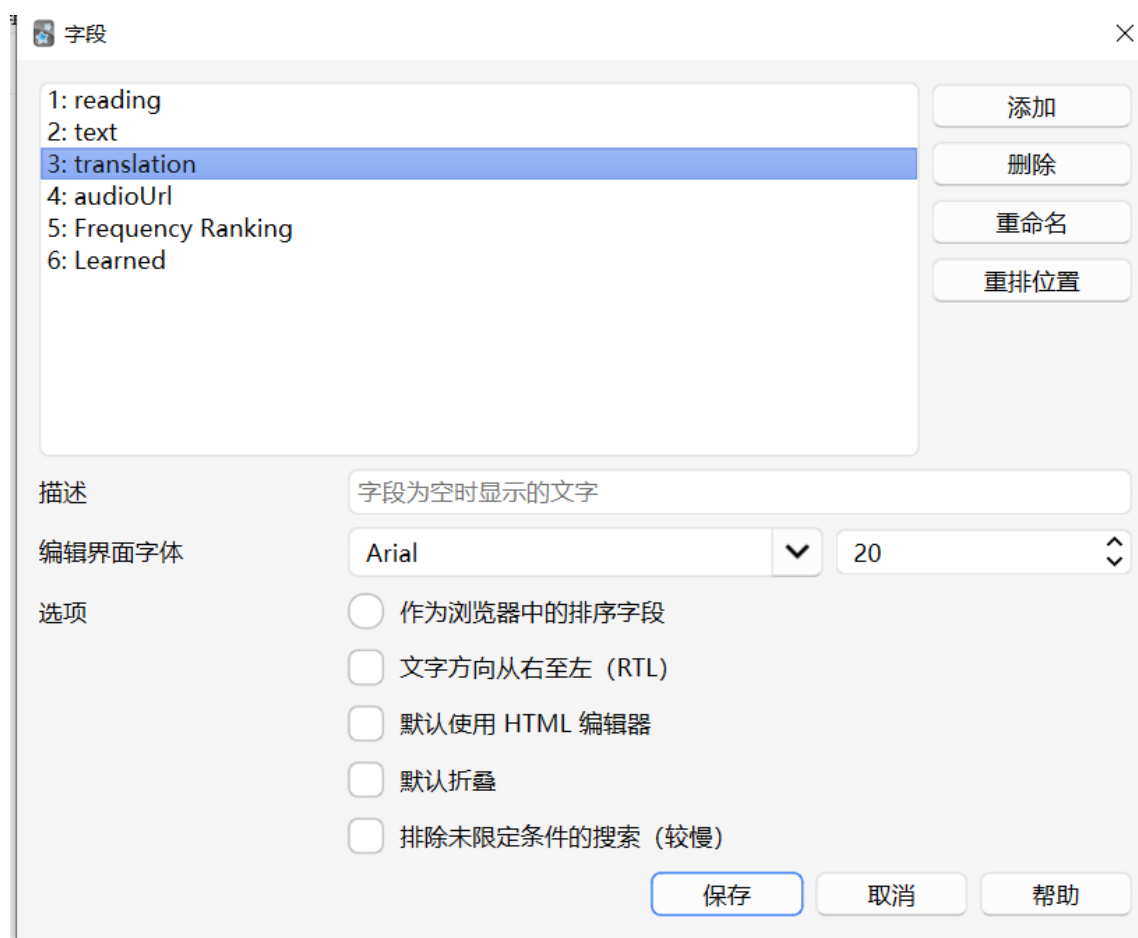 字段
1: reading
2: text
3: translation
4: audioUrl
5: Frequency Ranking
6: Learned
添加
删除
重命名
重排位置
描述
字段为空时显示的文字
编辑界面字体
Arial
20
选项
作为浏览器中的排序字段
文字方向从右至左（RTL）
默认使用 HTML 编辑器
默认折叠
排除未限定条件的搜索（较慢）
保存
取消
帮助